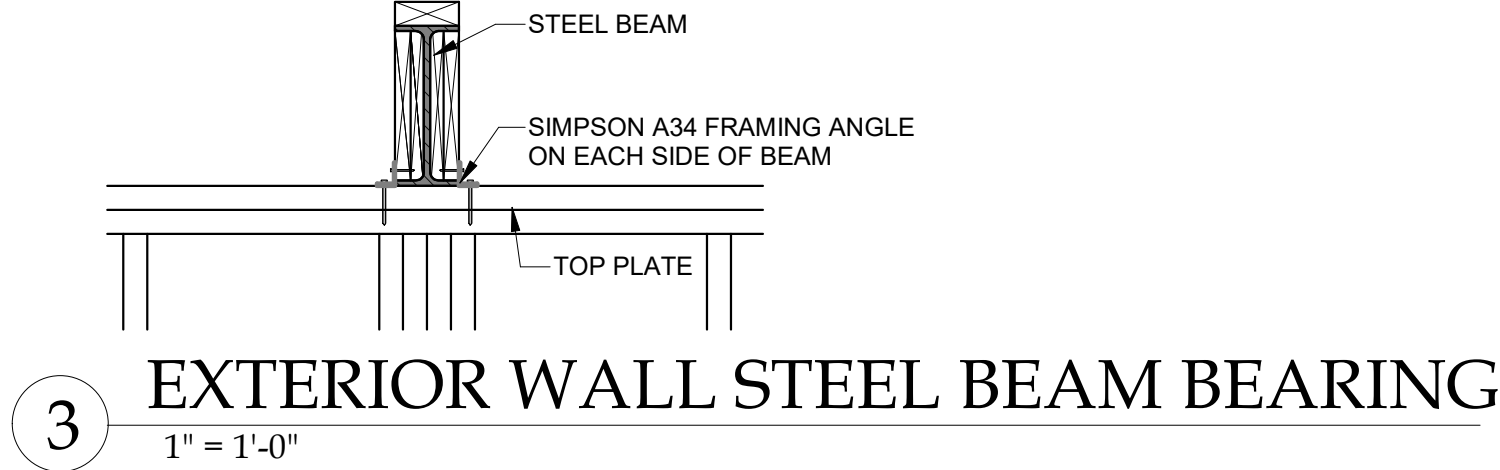 STEEL BEAM
SIMPSON A34 FRAMING ANGLE
ON EACH SIDE OF BEAM
TOP PLATE
3
EXTERIOR WALL STEEL BEAM BEARING
1" = 1'-0"